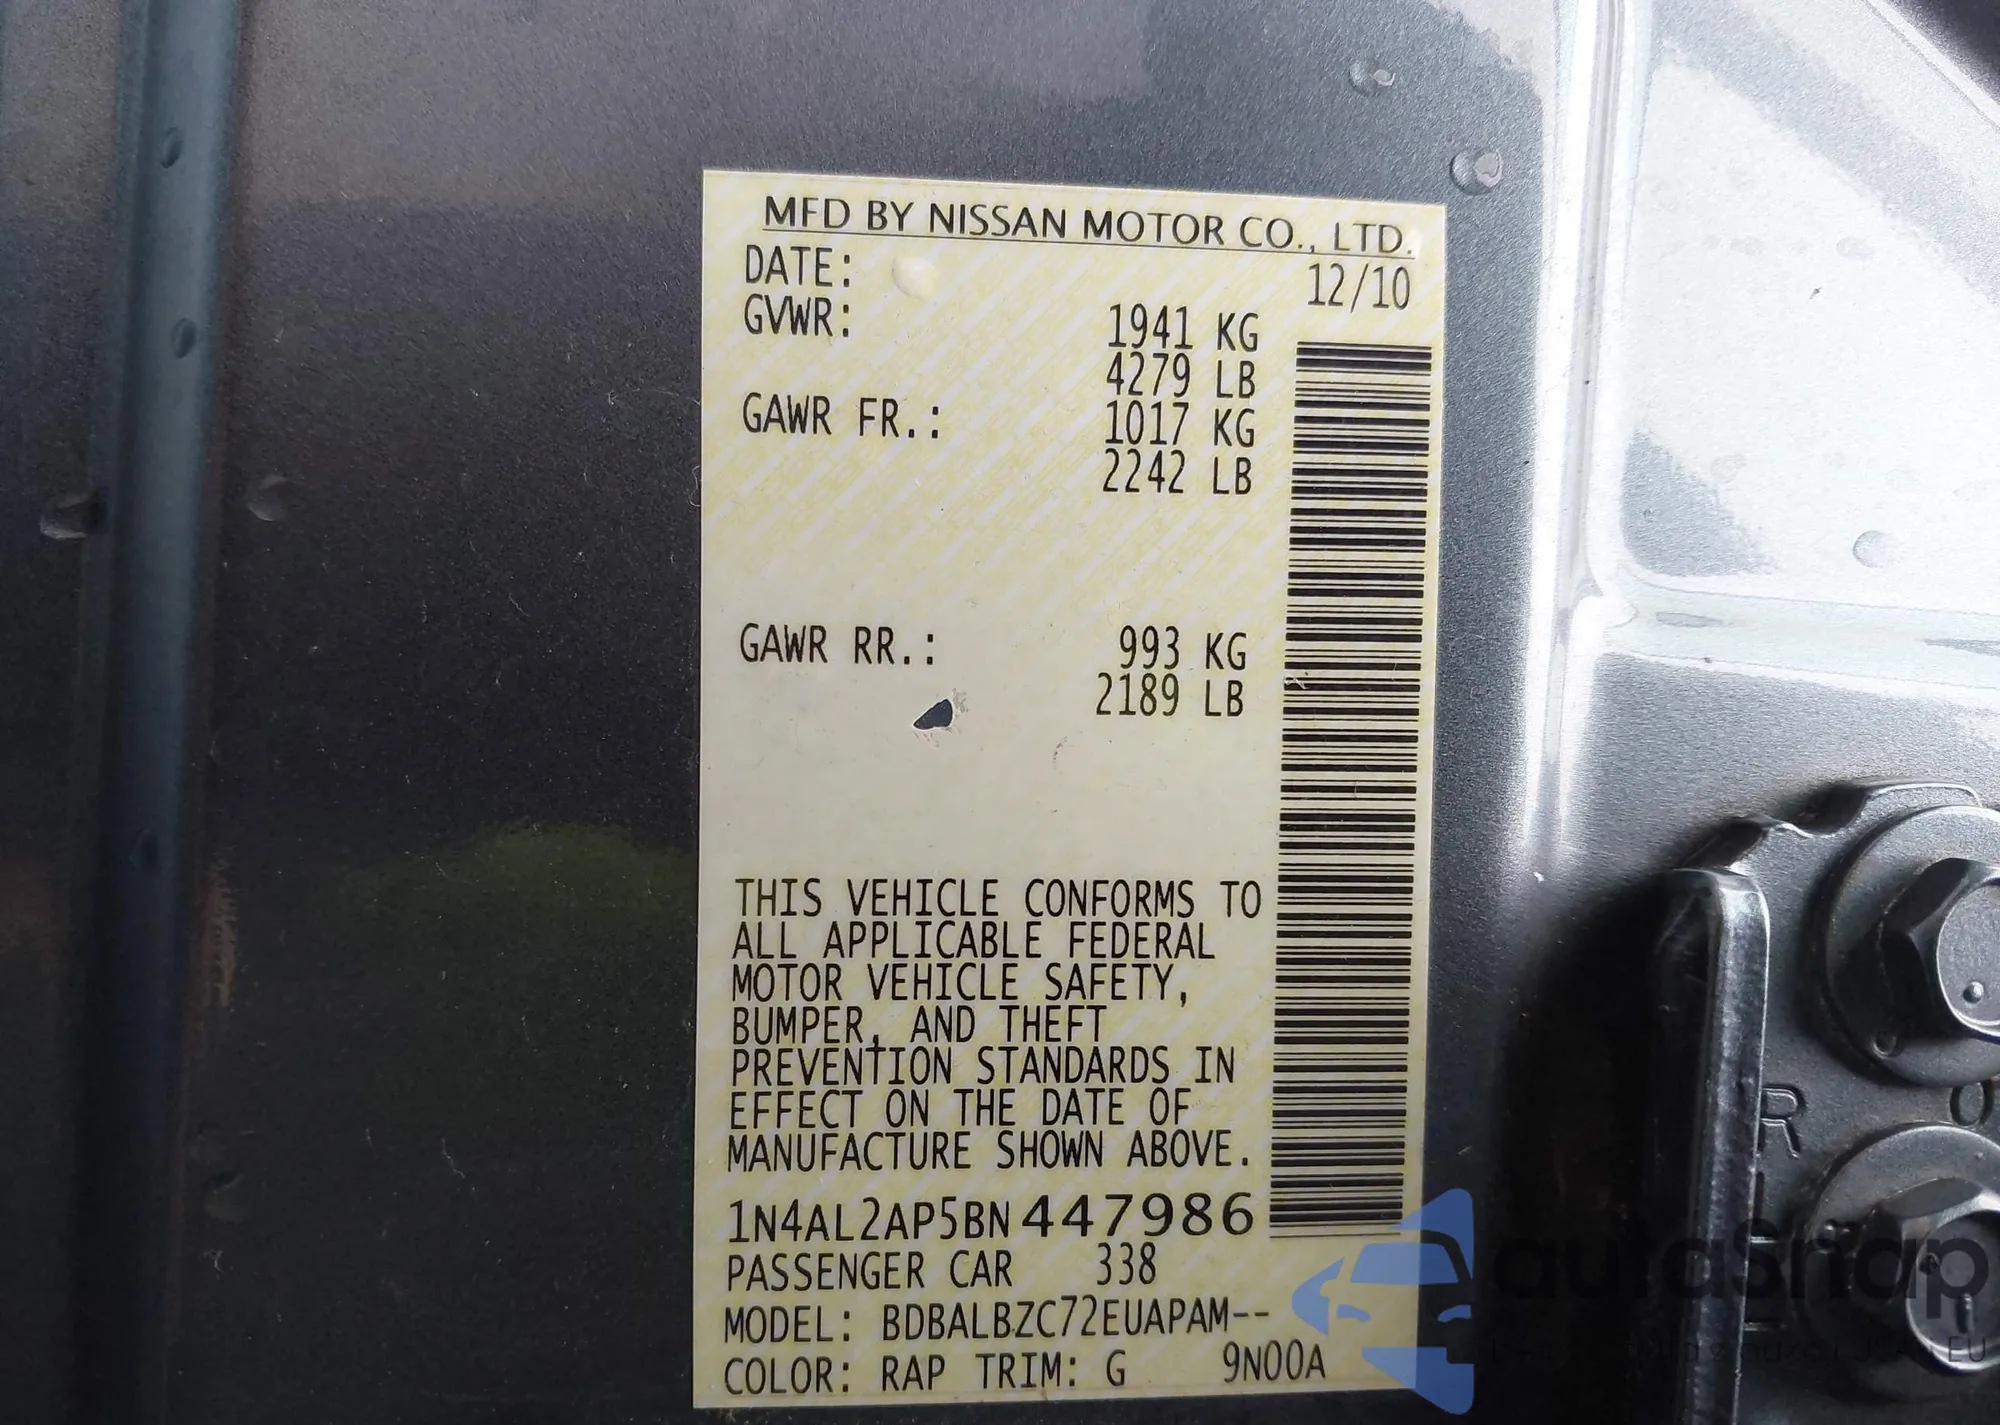 MFD BY NISSAN MOTOR CO., LTD.
DATE: 12/10
GVWR: 1941 KG
4279 LB
GAWR FR.: 1017 KG
2242 LB
GAWR RR.: 993 KG
2189 LB
THIS VEHICLE CONFORMS TO
ALL APPLICABLE FEDERAL
MOTOR VEHICLE SAFETY,
BUMPER, AND THEFT
PREVENTION STANDARDS IN
EFFECT ON THE DATE OF
MANUFACTURE SHOWN ABOVE.
1N4AL2AP5BN447986
PASSENGER CAR 338
MODEL: BDBALBZC72EUAPAM--
COLOR: RAP TRIM: G 9N00A
R O
autaSnap